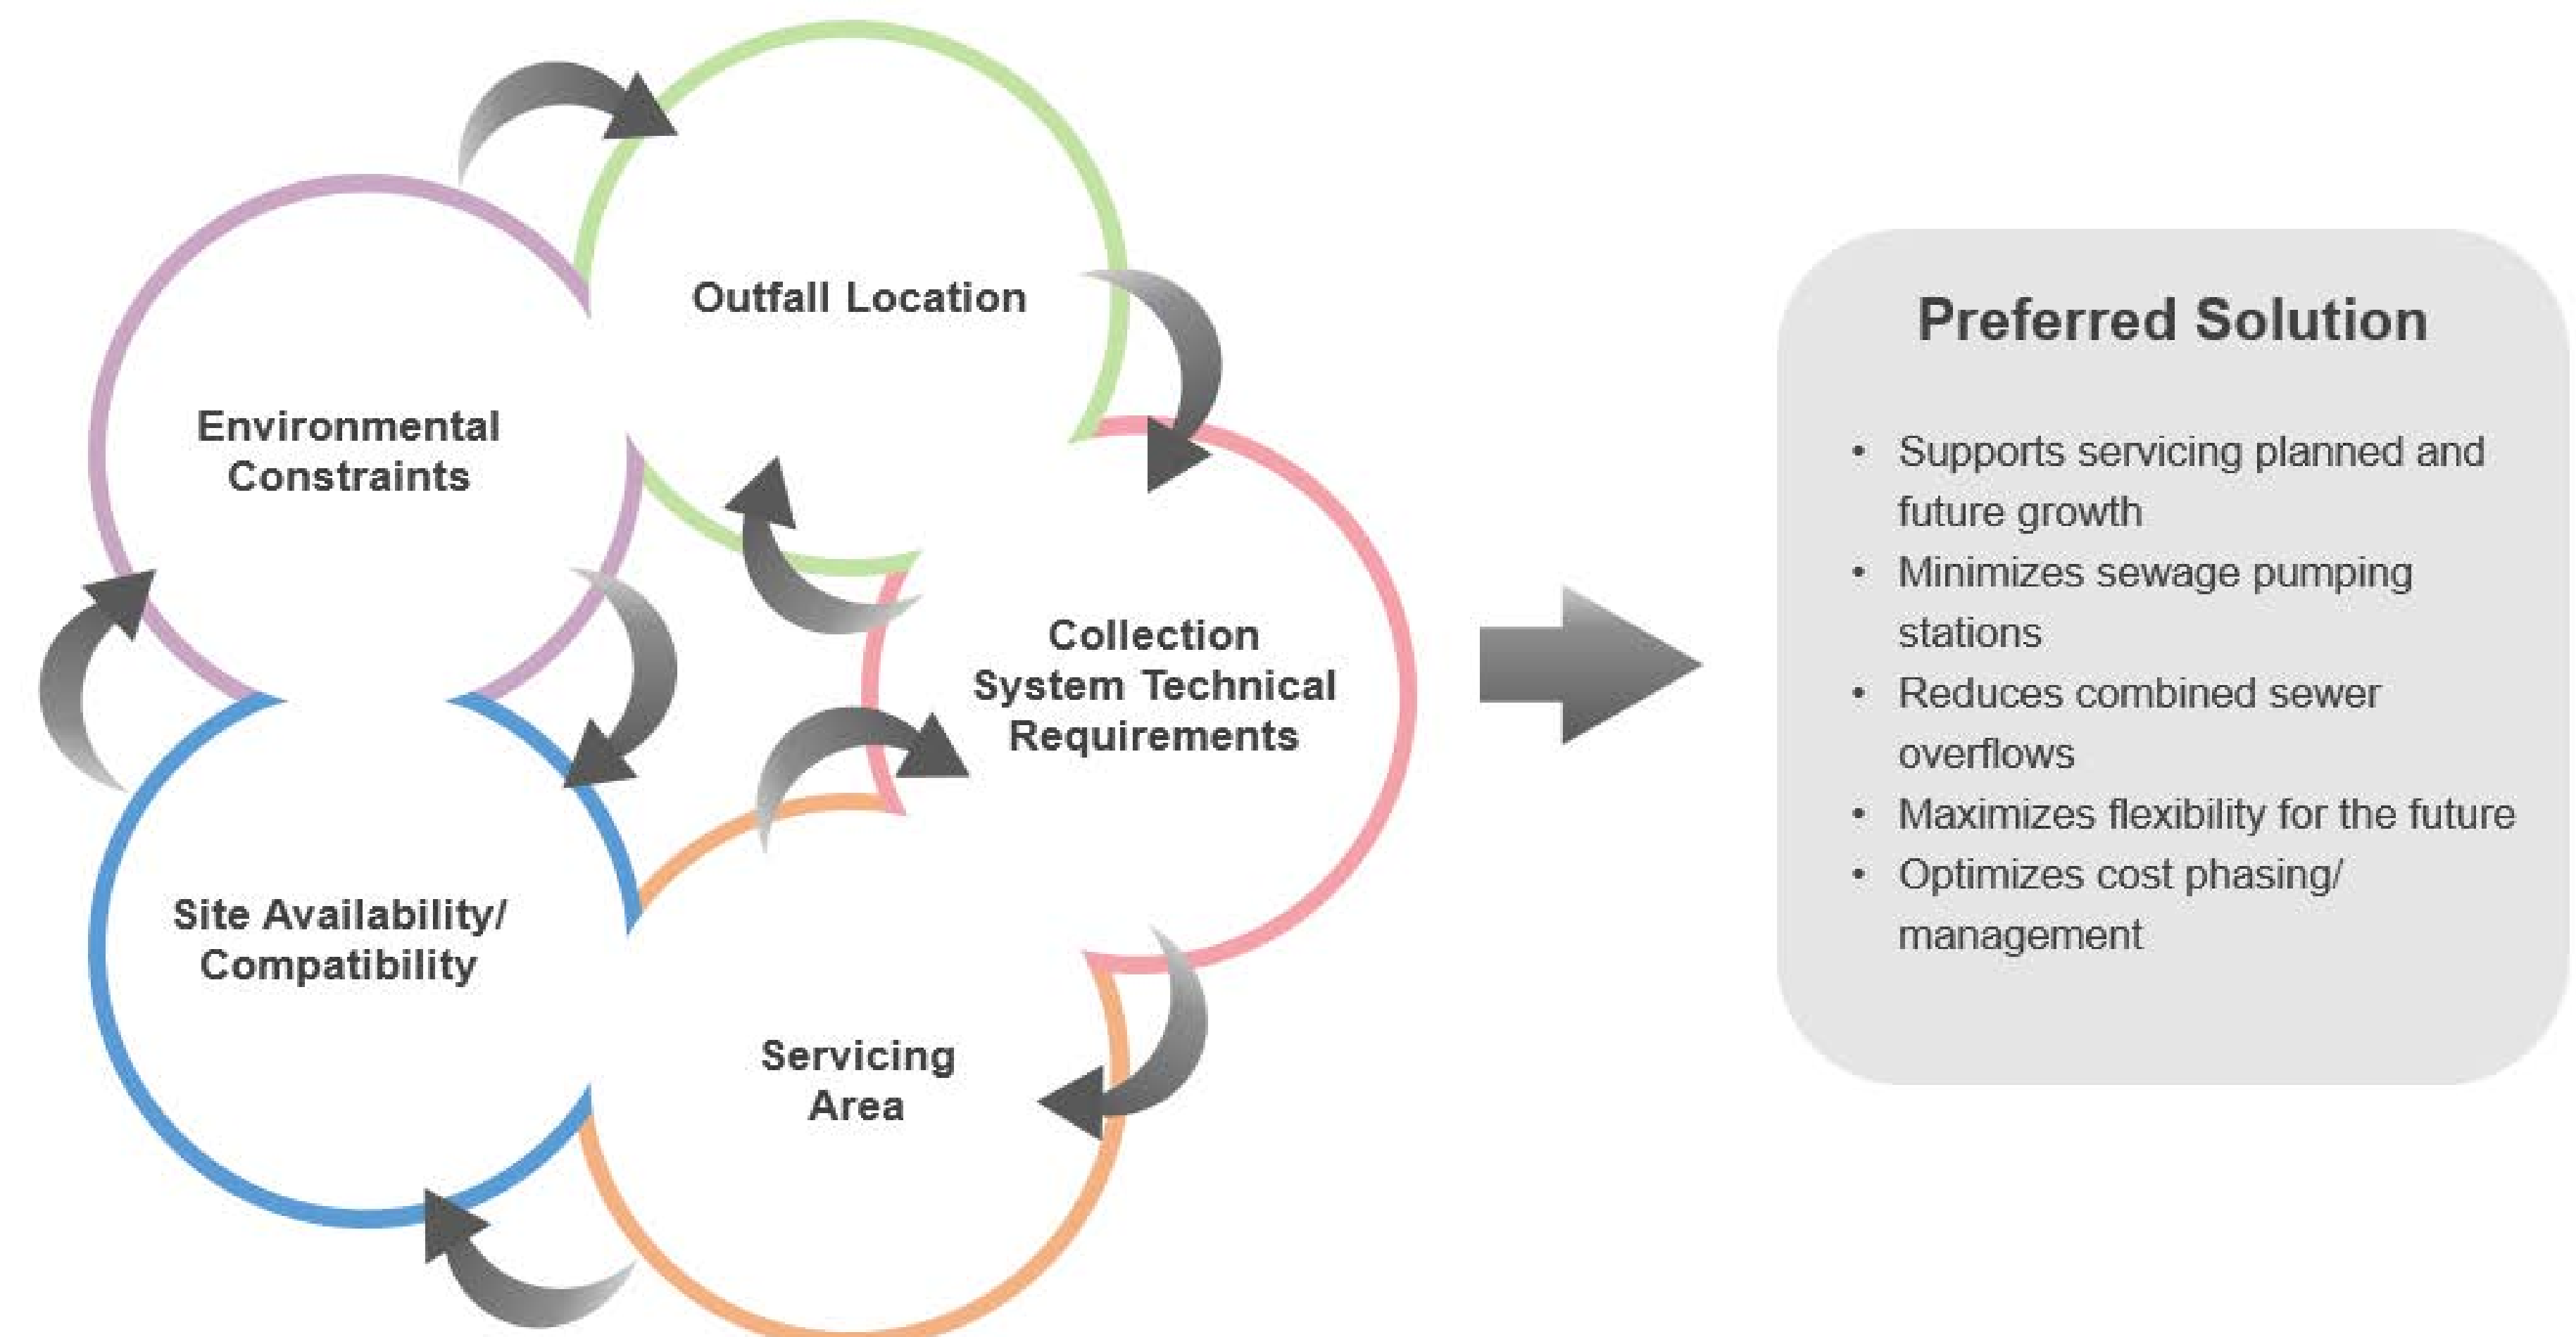 Outfall Location
Environmental
Constraints
Collection
System Technical
Requirements
Site Availability/
Compatibility
Servicing
Area
Preferred Solution
• Supports servicing planned and
future growth
• Minimizes sewage pumping
stations
• Reduces combined sewer
overflows
• Maximizes flexibility for the future
• Optimizes cost phasing/
management